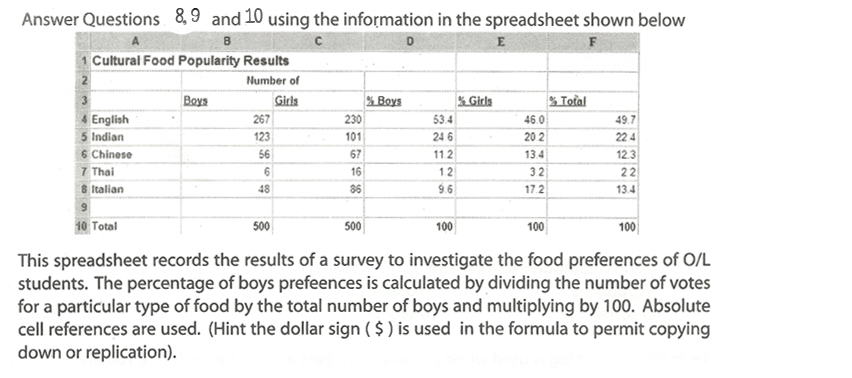 Answer Questions 8,9 and 10 using the information in the spreadsheet shown below
A B C D E F
1 Cultural Food Popularity Results
2 Number of
3 Boys Girls % Boys % Girls % Total
4 English 267 230 53.4 46.0 49.7
5 Indian 123 101 24 6 20 2 22 4
6 Chinese 56 67 11 2 13 4 12.3
7 Thai 6 16 1 2 3 2 2 2
8 Italian 48 86 9 6 17.2 13.4
9
10 Total 500 500 100 100 100
This spreadsheet records the results of a survey to investigate the food preferences of O/L
students. The percentage of boys prefeences is calculated by dividing the number of votes
for a particular type of food by the total number of boys and multiplying by 100. Absolute
cell references are used. (Hint the dollar sign ( $ ) is used in the formula to permit copying
down or replication).